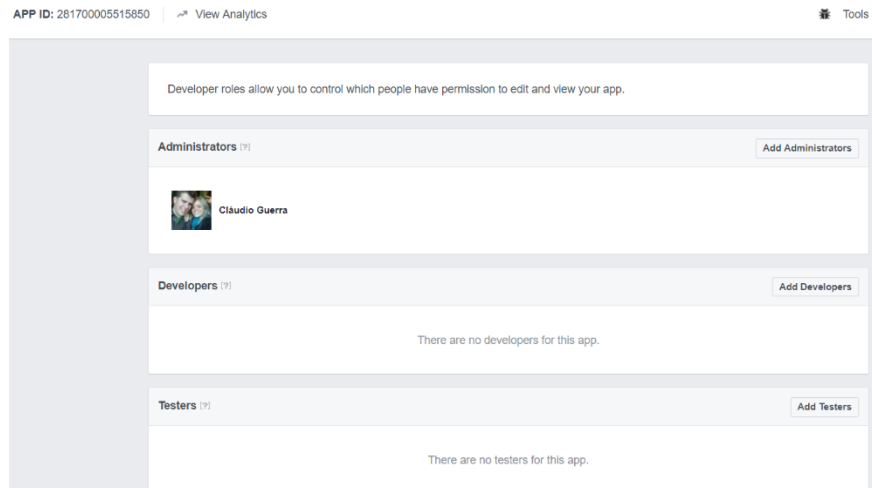 APP ID: 281700005515850 View Analytics Tools
Developer roles allow you to control which people have permission to edit and view your app.
Administrators [?] Add Administrators
Cláudio Guerra
Developers [?] Add Developers
There are no developers for this app.
Testers [?] Add Testers
There are no testers for this app.